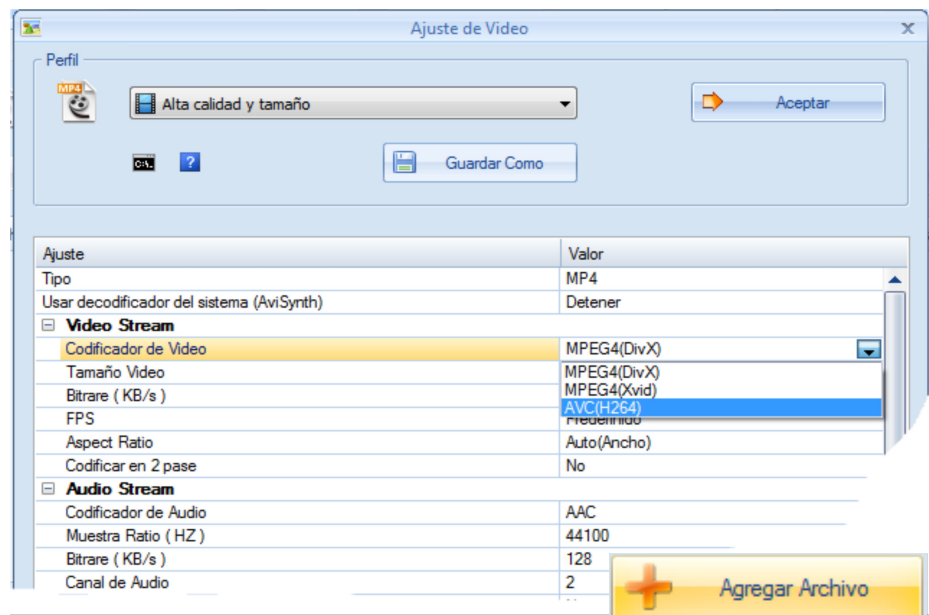 Ajuste de Video
Perfil
MP4
Alta calidad y tamaño
Aceptar
C:\.
?
Guardar Como
Ajuste Valor
Tipo MP4
Usar decodificador del sistema (AviSynth) Detener
Video Stream
Codificador de Video MPEG4(DivX)
Tamaño Video MPEG4(DivX)
Bitrare ( KB/s ) MPEG4(Xvid)
AVC(H264)
FPS Predefinido
Aspect Ratio Auto(Ancho)
Codificar en 2 pase No
Audio Stream
Codificador de Audio AAC
Muestra Ratio ( HZ ) 44100
Bitrare ( KB/s ) 128
Canal de Audio 2
Agregar Archivo